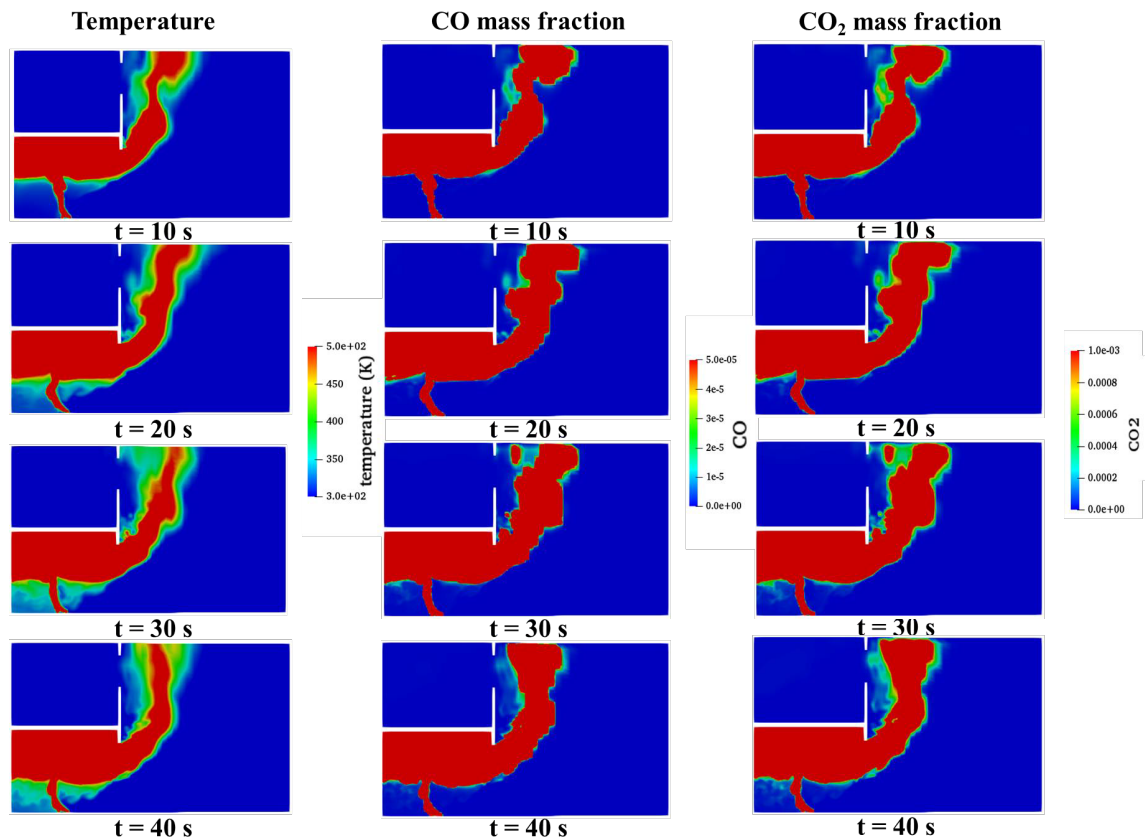 Temperature
CO mass fraction
CO₂ mass fraction
t = 10 s
t = 10 s
t = 10 s
t = 20 s
t = 20 s
t = 20 s
5.0e+02
450
400
350
3.0e+02
temperature (K)
5.0e-05
4e-5
3e-5
2e-5
1e-5
0.0e+00
CO
1.0e-03
0.0008
0.0006
0.0004
0.0002
0.0e+00
CO2
t = 30 s
t = 30 s
t = 30 s
t = 40 s
t = 40 s
t = 40 s